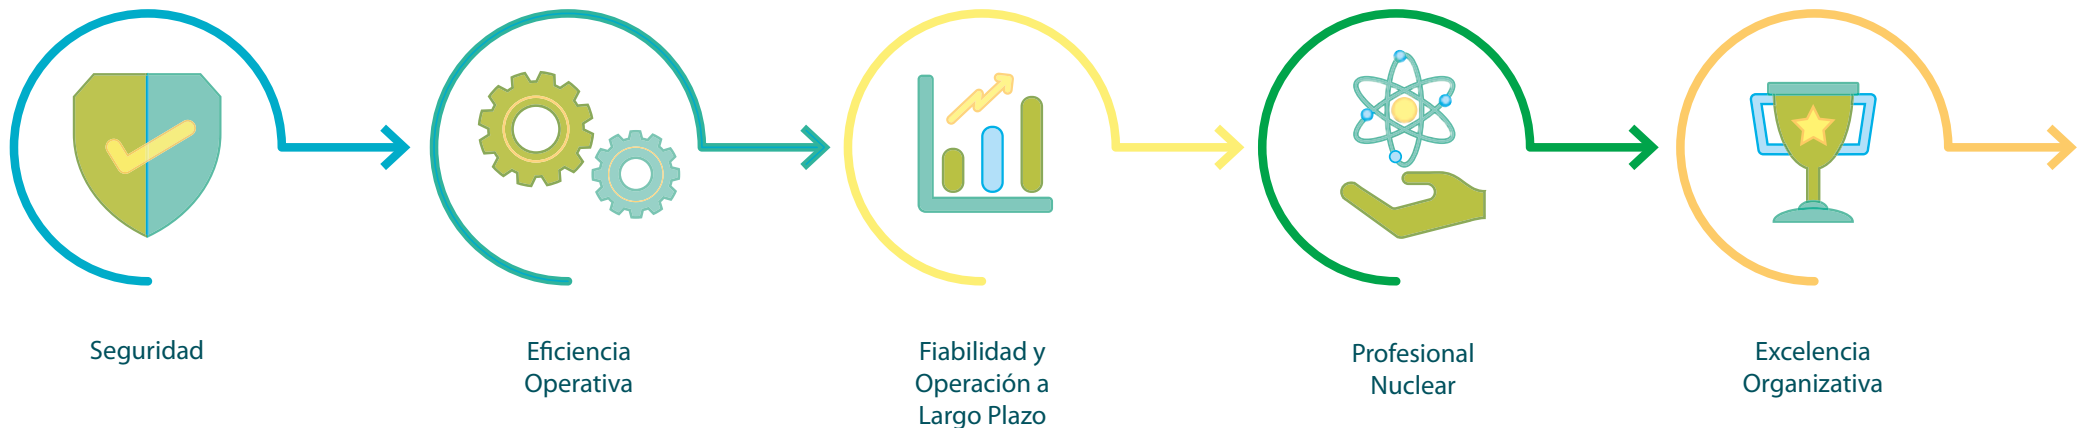 Seguridad
Eficiencia
Operativa
Fiabilidad y
Operación a
Largo Plazo
Profesional
Nuclear
Excelencia
Organizativa